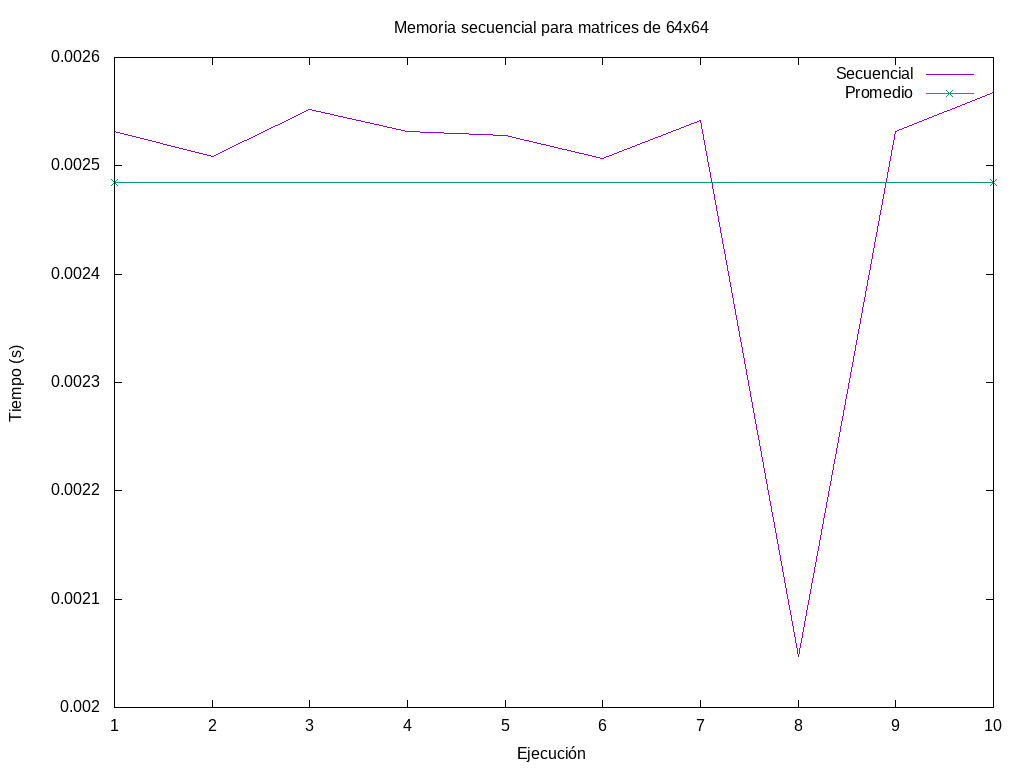 Memoria secuencial para matrices de 64x64
0.0026
0.0025
0.0024
0.0023
0.0022
0.0021
0.002
Tiempo (s)
Secuencial
Promedio
1 2 3 4 5 6 7 8 9 10
Ejecución